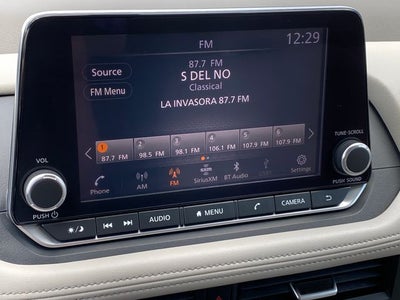 FM
12:29
87.7 FM
S DEL NO
Classical
LA INVASORA 87.7 FM
Source
FM Menu
1 2 3 4 5 6
87.7 FM 98.5 FM 98.1 FM 106.1 FM 107.9 FM 107.9 FM
Phone AM FM SiriusXM BT Audio USB 1 Settings
VOL
TUNE·SCROLL
PUSH
PUSH SOUND
AUDIO
MENU
CAMERA